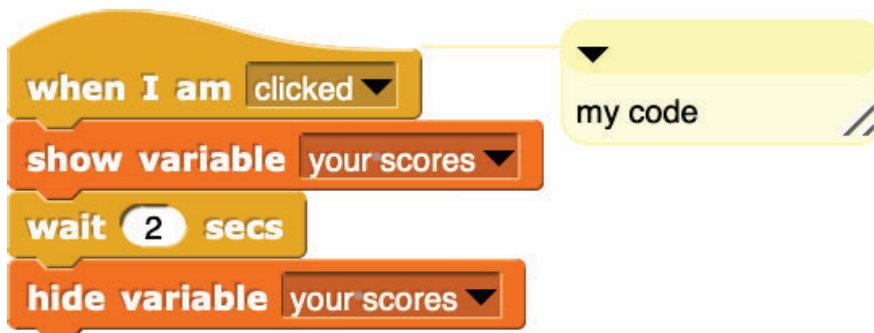 when I am clicked
my code
show variable your scores
wait 2 secs
hide variable your scores